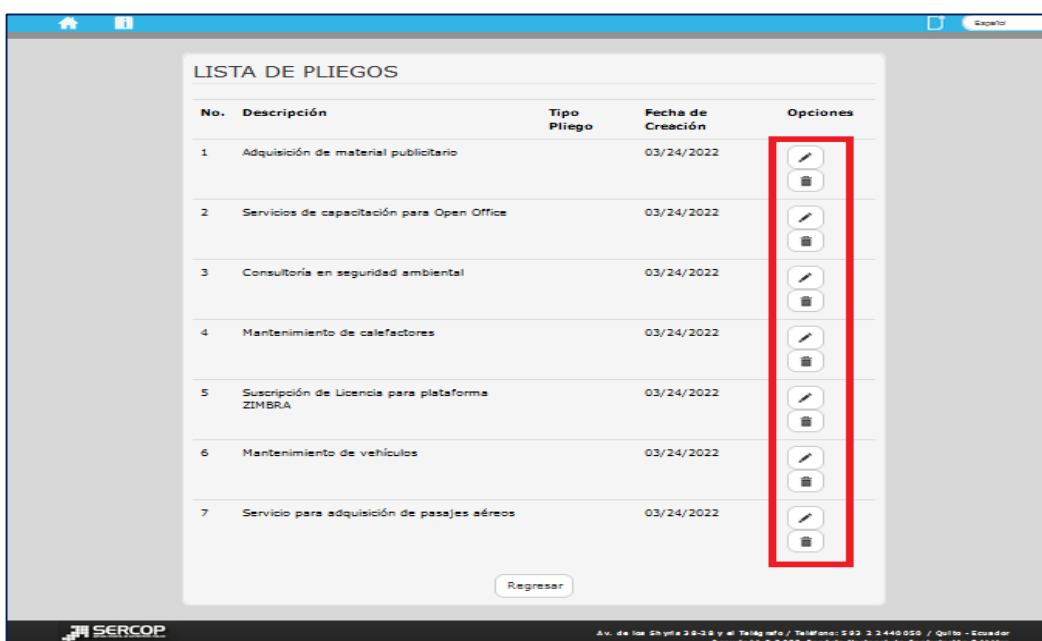 Español
LISTA DE PLIEGOS
No. Descripción Tipo Pliego Fecha de Creación Opciones
1 Adquisición de material publicitario 03/24/2022
2 Servicios de capacitación para Open Office 03/24/2022
3 Consultoría en seguridad ambiental 03/24/2022
4 Mantenimiento de calefactores 03/24/2022
5 Suscripción de Licencia para plataforma 03/24/2022
ZIMBRA
6 Mantenimiento de vehículos 03/24/2022
7 Servicio para adquisición de pasajes aéreos 03/24/2022
Regresar
SERCOP
Av. de los Shyris 38-28 y el Telégrafo / Teléfono: 593 2 2440050 / Quito - Ecuador